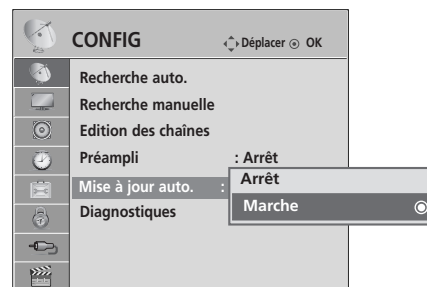 CONFIG Déplacer OK
Recherche auto.
Recherche manuelle
Edition des chaînes
Préampli : Arrêt
Mise à jour auto. :
Arrêt
Marche
Diagnostiques